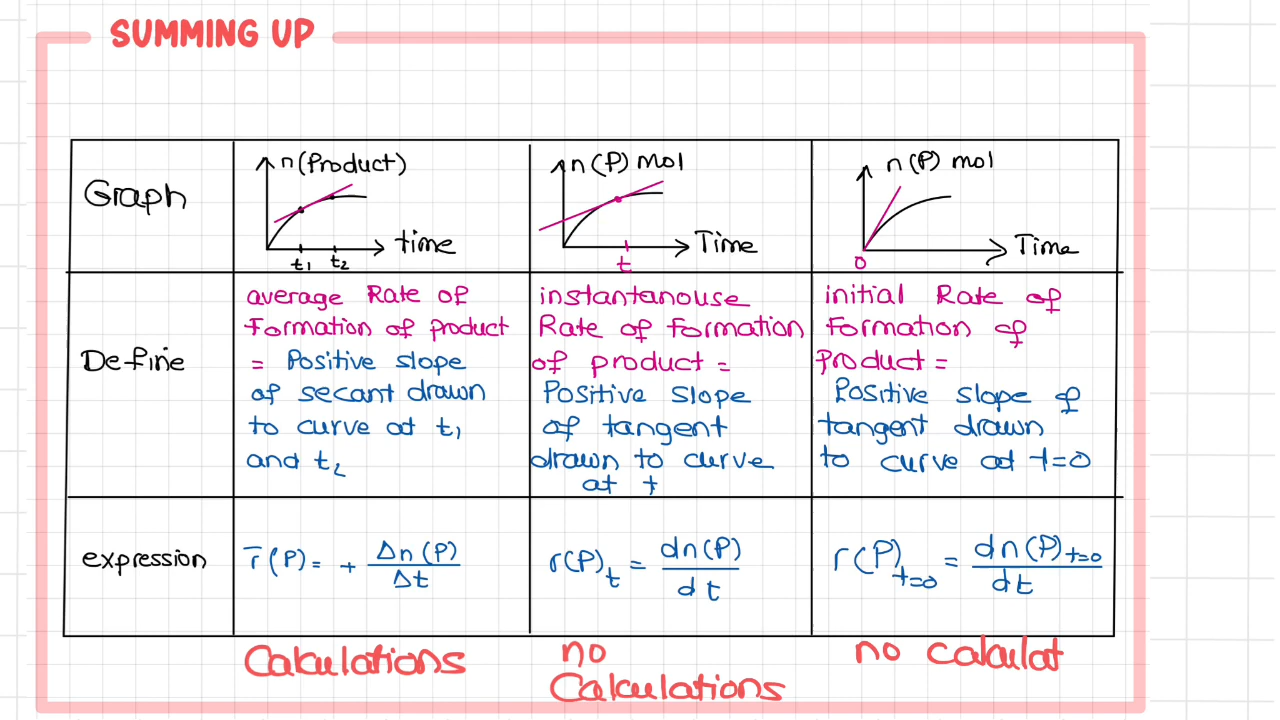 SUMMING UP
Graph
n(Product)
time
t₁ t₂
n(P) mol
Time
t
n(P) mol
Time
0
Define
average Rate of
Formation of product
= Positive slope
of secant drawn
to curve at t₁
and t₂
instantanouse
Rate of formation
of product =
Positive slope
of tangent
drawn to curve
at t
initial Rate of
Formation of
product =
Positive slope of
tangent drawn
to curve at t=0
expression
r̄(P) = + Δn(P)/Δt
r(P)t = dn(P)/dt
r(P)t=0 = dn(P)t=0/dt
Calculations
no
Calculations
no calculat